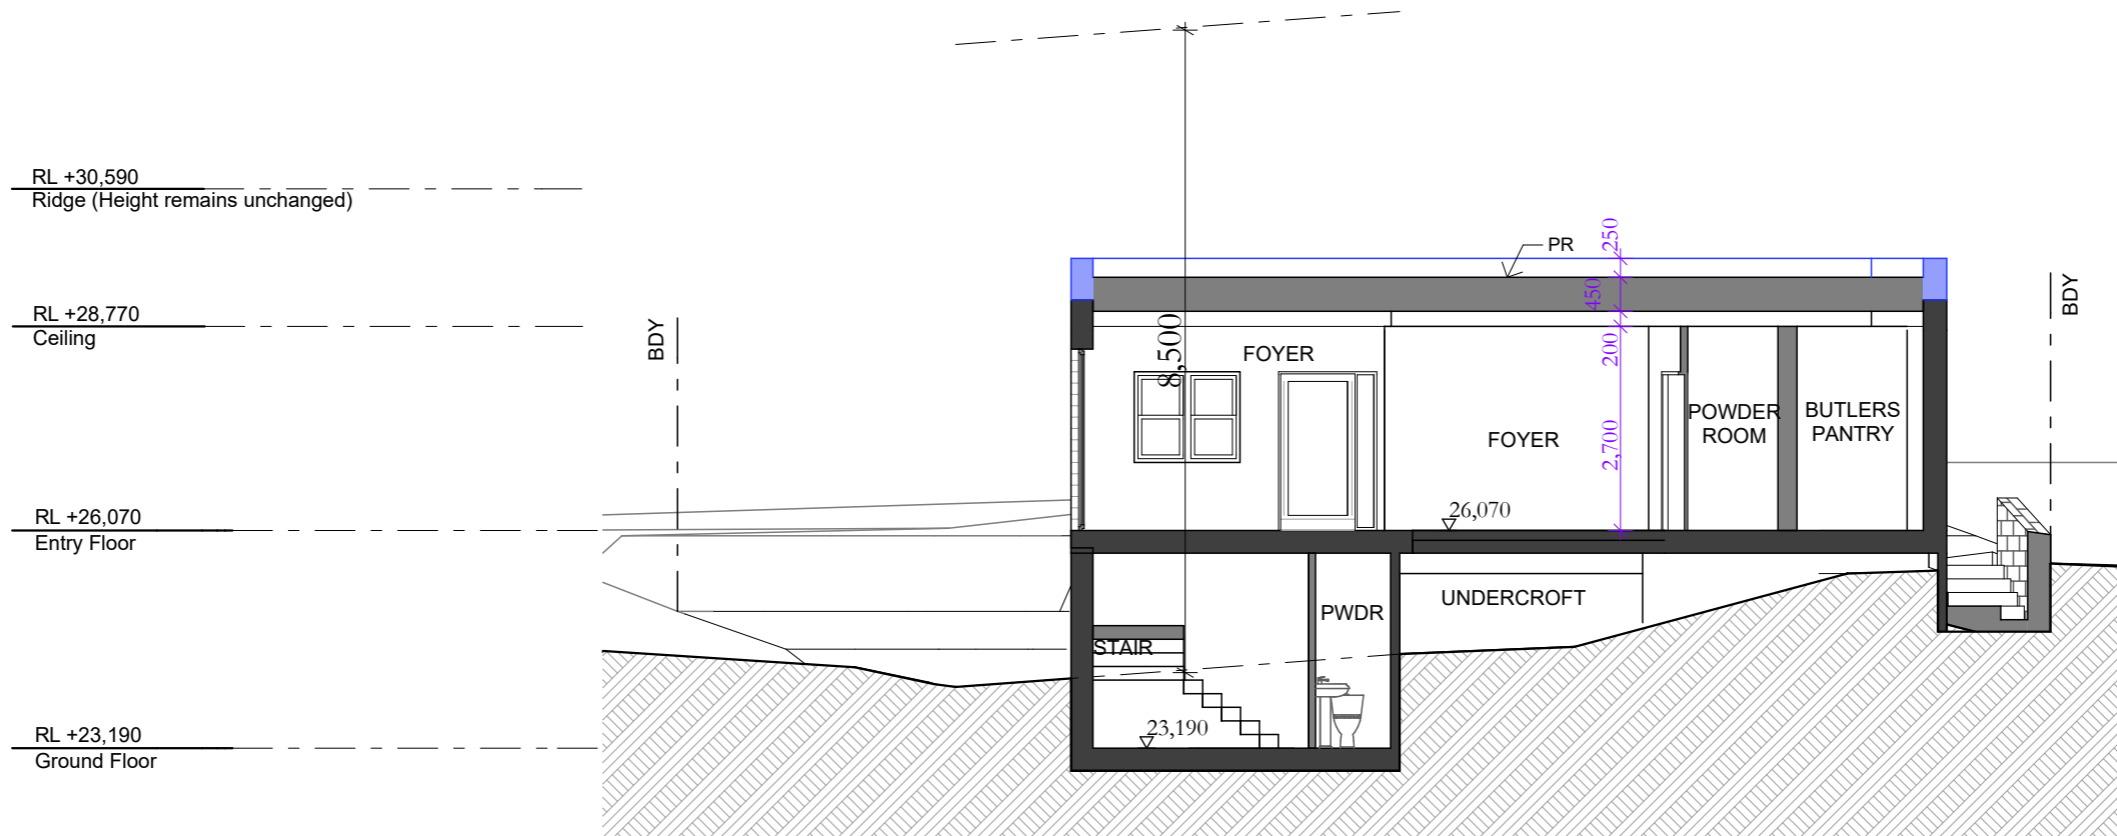 RL +30,590
Ridge (Height remains unchanged)
RL +28,770
Ceiling
RL +26,070
Entry Floor
RL +23,190
Ground Floor
BDY
8,500
PR
250
450
200
2,700
BDY
FOYER
FOYER
POWDER
ROOM
BUTLERS
PANTRY
26,070
UNDERCROFT
PWDR
STAIR
23,190